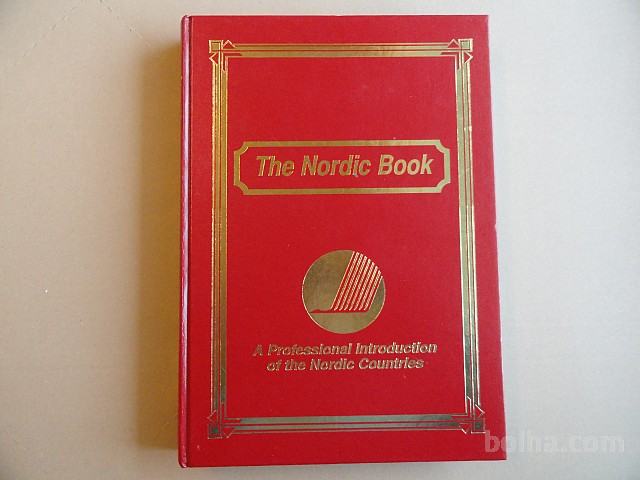 The Nordic Book
A Professional Introduction
of the Nordic Countries
bolha.com